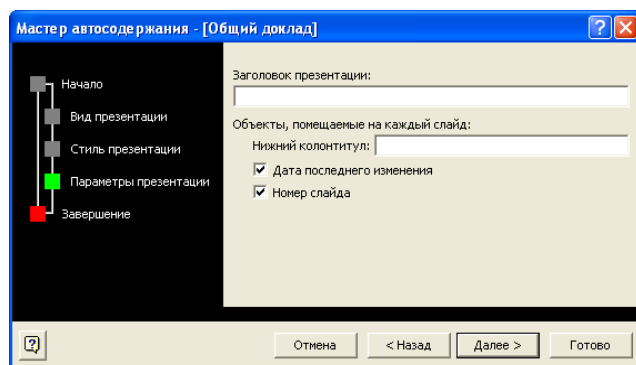 Мастер автосодержания - [Общий доклад]
Начало
Вид презентации
Стиль презентации
Параметры презентации
Завершение
Заголовок презентации:
Объекты, помещаемые на каждый слайд:
Нижний колонтитул:
Дата последнего изменения
Номер слайда
Отмена
< Назад
Далее >
Готово